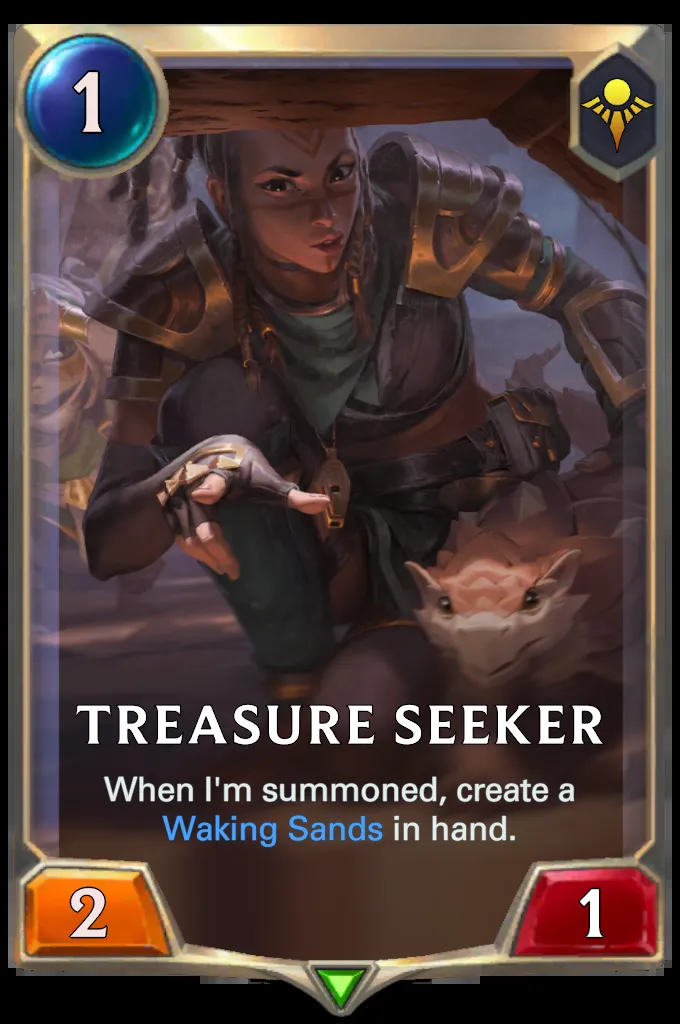 1
TREASURE SEEKER
When I'm summoned, create a
Waking Sands in hand.
2
1